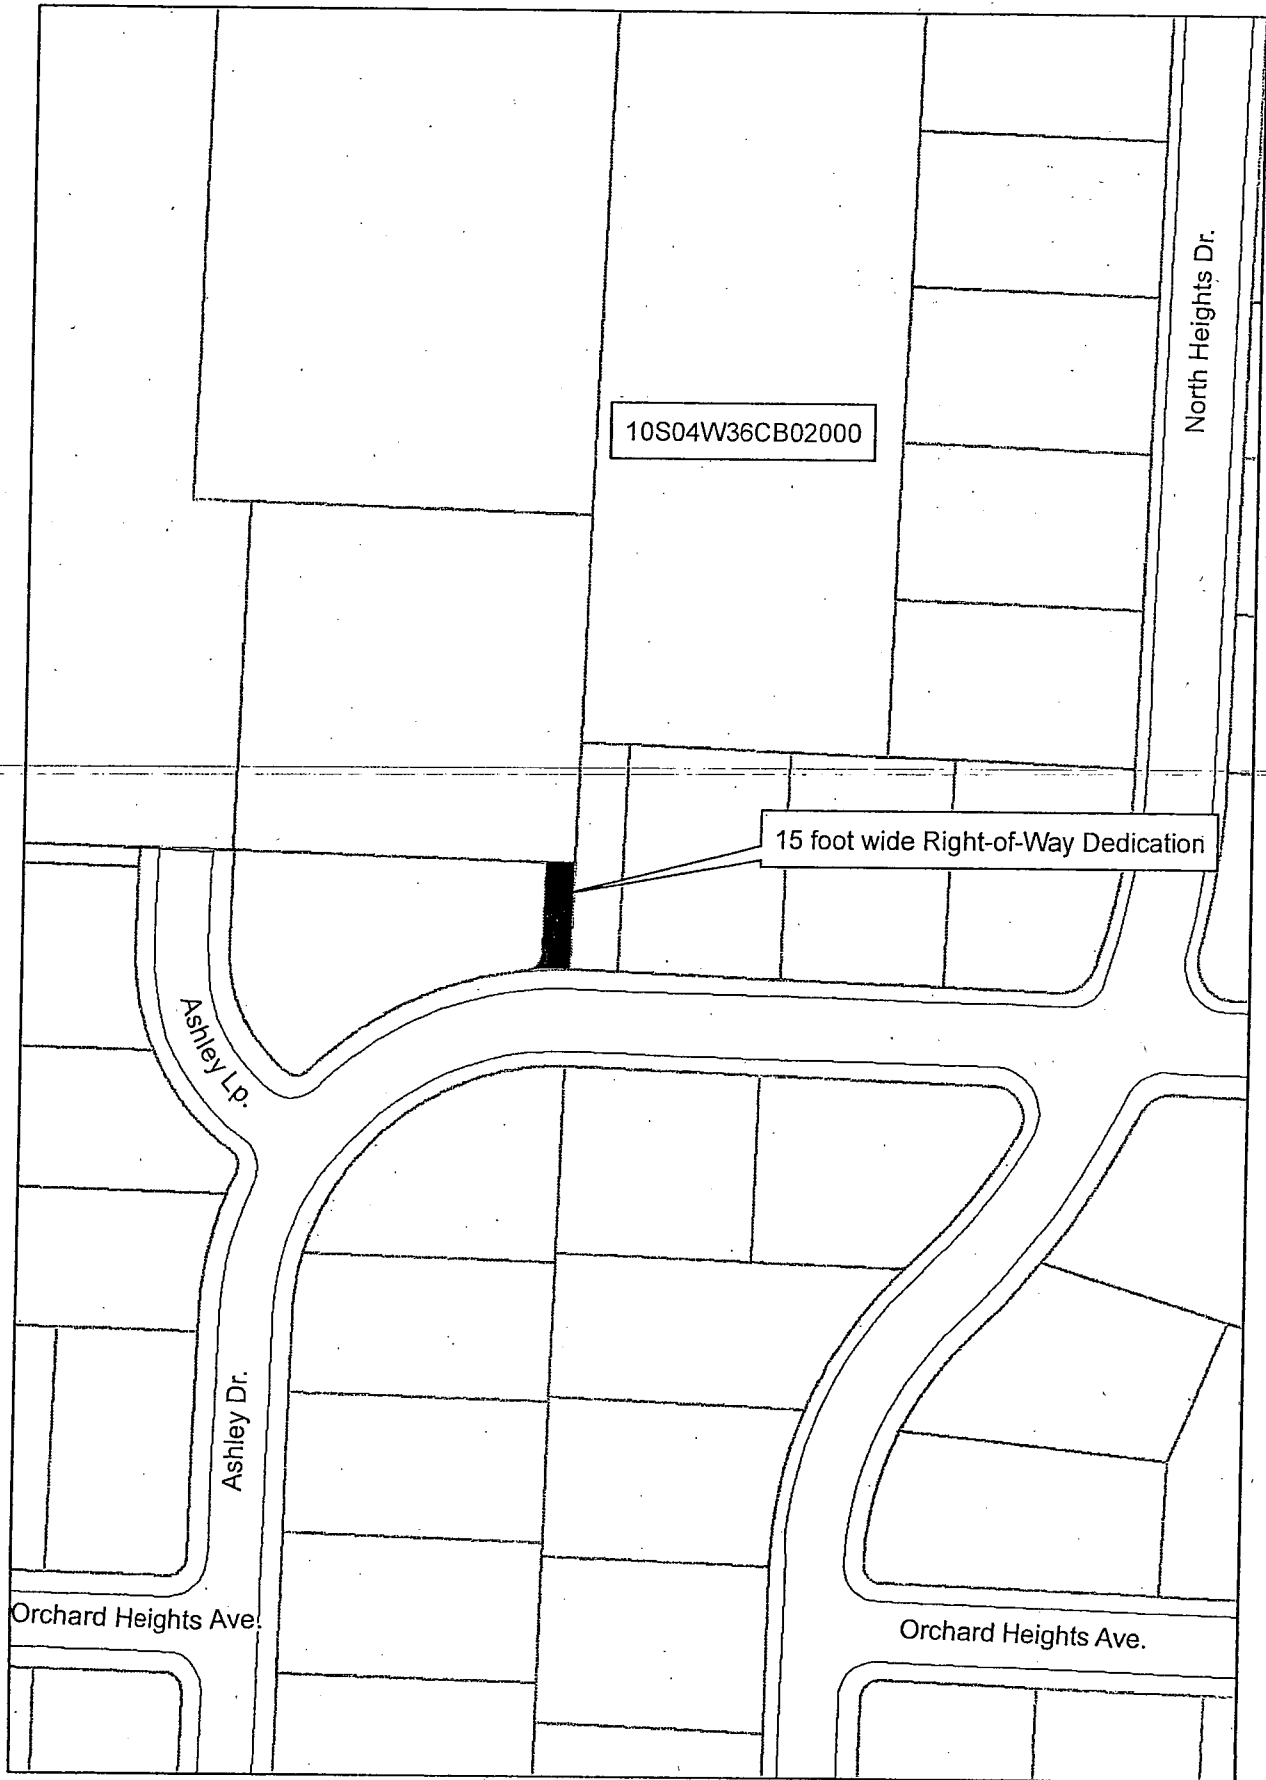 North Heights Dr.
10S04W36CB02000
15 foot wide Right-of-Way Dedication
Ashley Lp.
Ashley Dr.
Orchard Heights Ave.
Orchard Heights Ave.